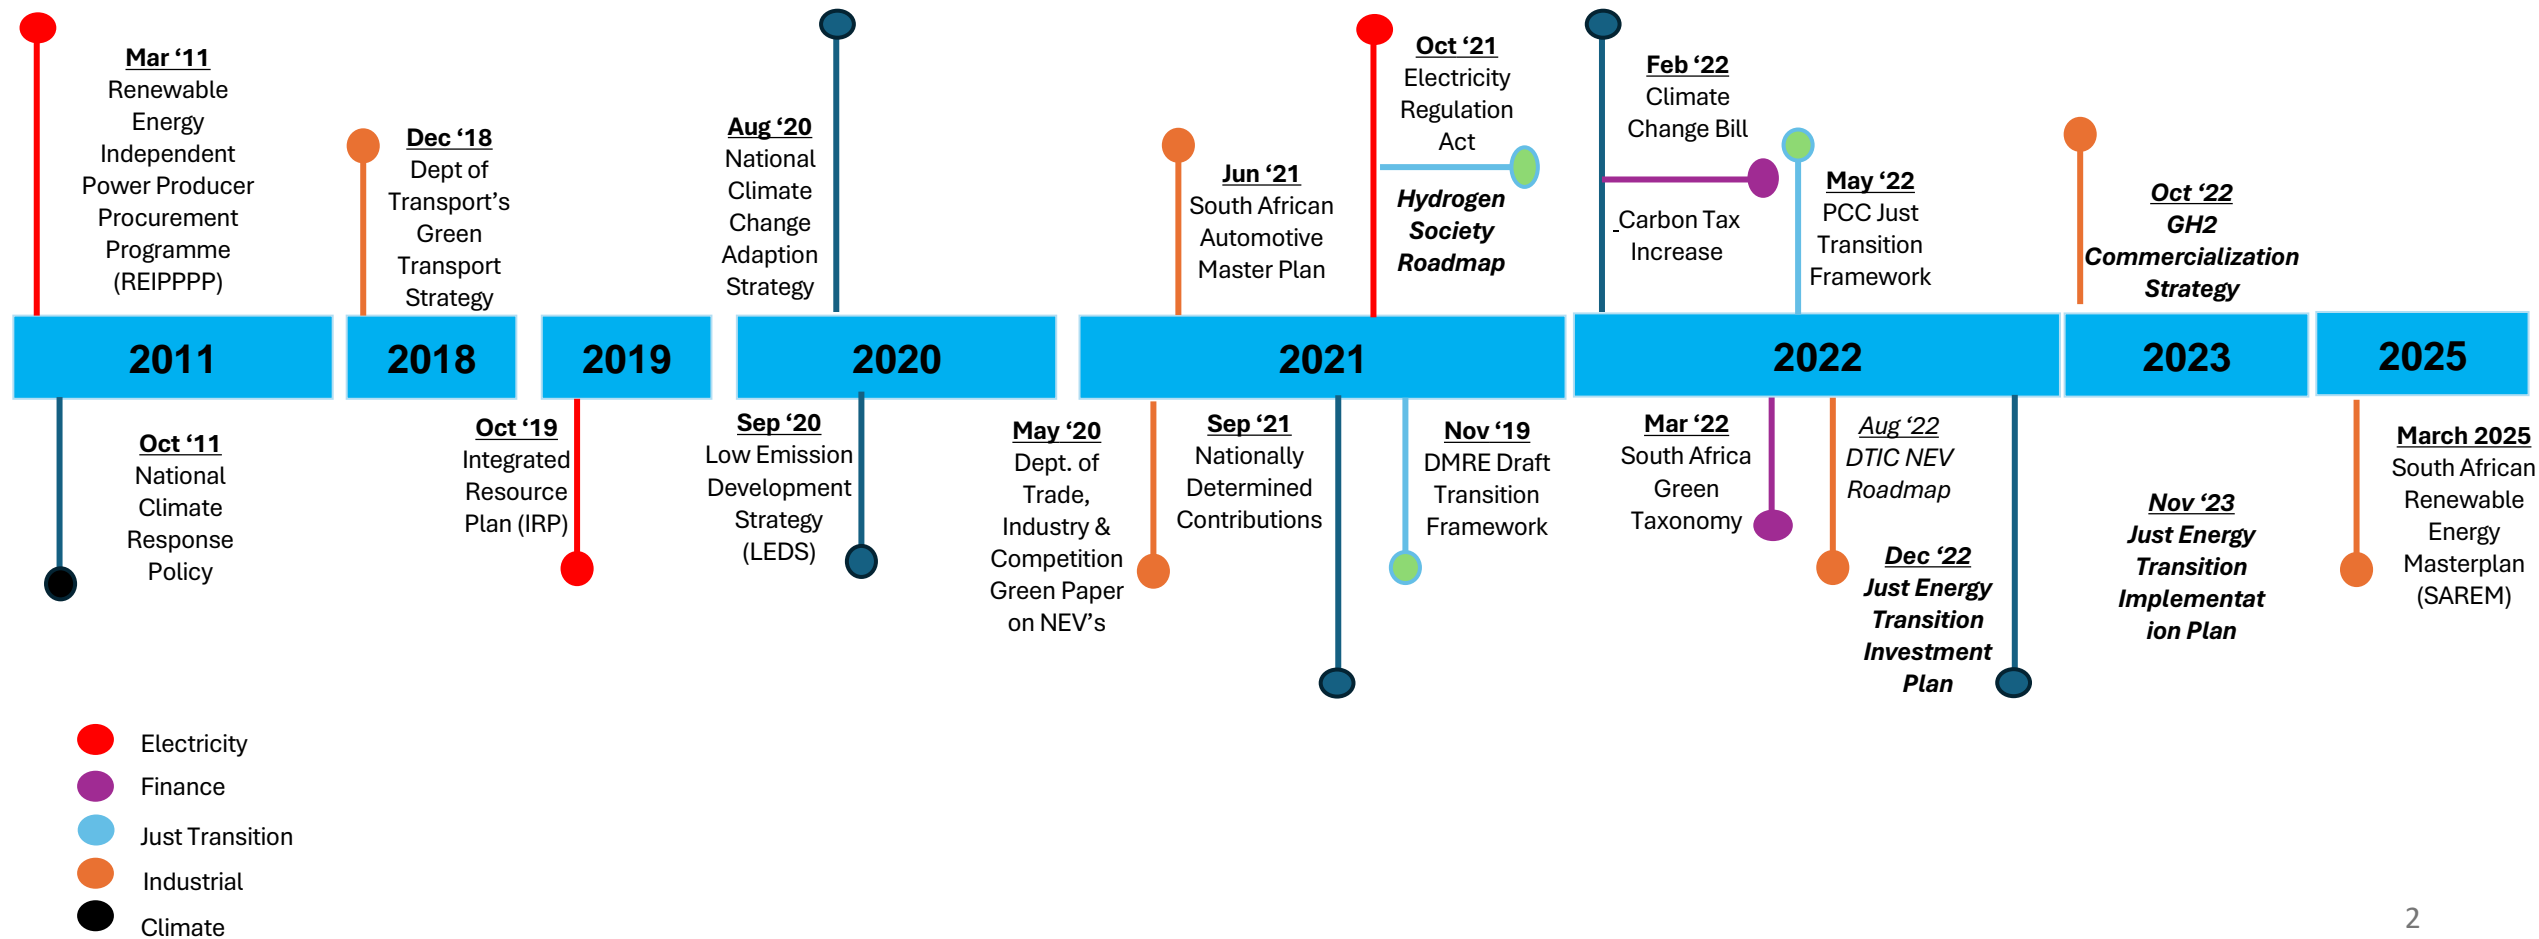 Mar ‘11
Renewable
Energy
Independent
Power Producer
Procurement
Programme
(REIPPPP)
Dec ‘18
Dept of
Transport’s
Green
Transport
Strategy
Aug ‘20
National
Climate
Change
Adaption
Strategy
Jun ‘21
South African
Automotive
Master Plan
Oct ‘21
Electricity
Regulation
Act
Hydrogen
Society
Roadmap
Feb ‘22
Climate
Change Bill
Carbon Tax
Increase
May ‘22
PCC Just
Transition
Framework
Oct ‘22
GH2
Commercialization
Strategy
2011
2018
2019
2020
2021
2022
2023
2025
Oct ‘11
National
Climate
Response
Policy
Oct ‘19
Integrated
Resource
Plan (IRP)
Sep ‘20
Low Emission
Development
Strategy
(LEDS)
May ‘20
Dept. of
Trade,
Industry &
Competition
Green Paper
on NEV’s
Sep ‘21
Nationally
Determined
Contributions
Nov ‘19
DMRE Draft
Transition
Framework
Mar ‘22
South Africa
Green
Taxonomy
Aug ‘22
DTIC NEV
Roadmap
Dec ‘22
Just Energy
Transition
Investment
Plan
Nov ‘23
Just Energy
Transition
Implementat
ion Plan
March 2025
South African
Renewable
Energy
Masterplan
(SAREM)
Electricity
Finance
Just Transition
Industrial
Climate
2